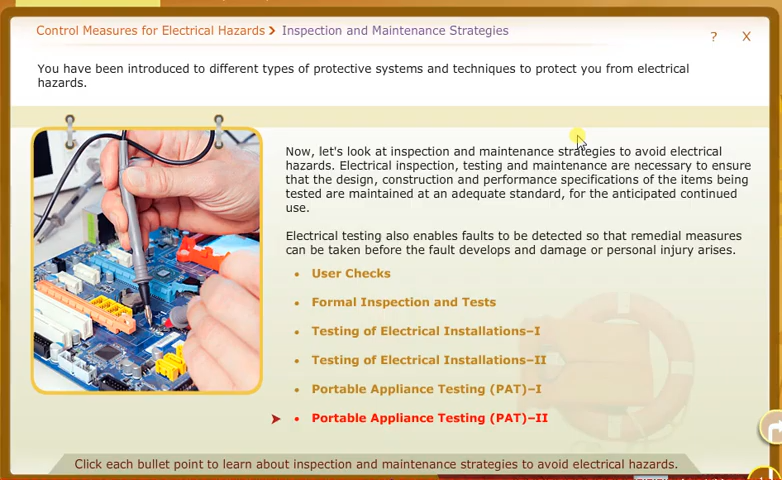 Control Measures for Electrical Hazards > Inspection and Maintenance Strategies
? X
You have been introduced to different types of protective systems and techniques to protect you from electrical
hazards.
Now, let's look at inspection and maintenance strategies to avoid electrical
hazards. Electrical inspection, testing and maintenance are necessary to ensure
that the design, construction and performance specifications of the items being
tested are maintained at an adequate standard, for the anticipated continued
use.
Electrical testing also enables faults to be detected so that remedial measures
can be taken before the fault develops and damage or personal injury arises.
• User Checks
• Formal Inspection and Tests
• Testing of Electrical Installations–I
• Testing of Electrical Installations–II
• Portable Appliance Testing (PAT)–I
• Portable Appliance Testing (PAT)–II
Click each bullet point to learn about inspection and maintenance strategies to avoid electrical hazards.